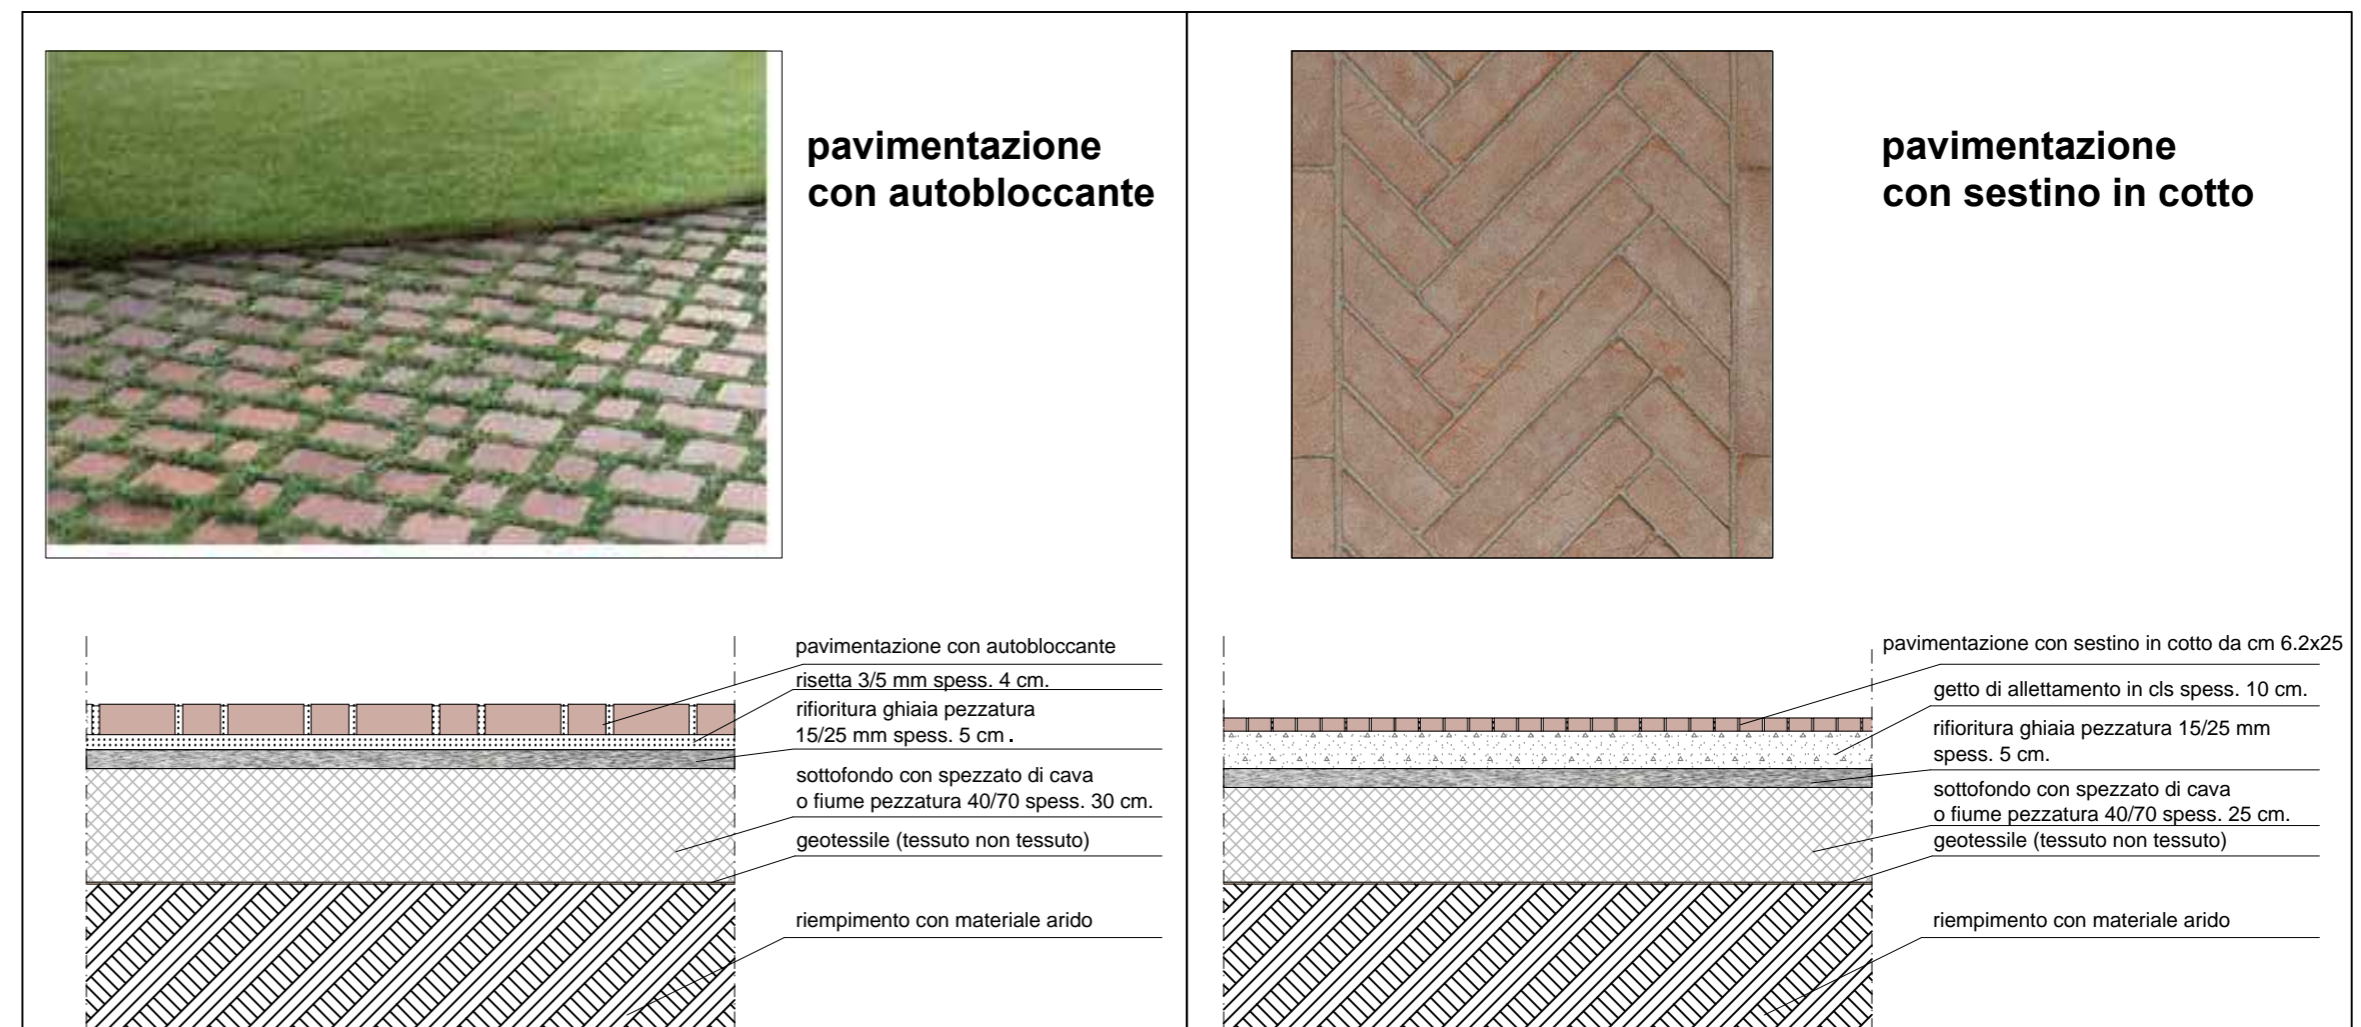 pavimentazione
con autobloccante
pavimentazione con autobloccante
risetta 3/5 mm spess. 4 cm.
rifioritura ghiaia pezzatura
15/25 mm spess. 5 cm.
sottofondo con spezzato di cava
o fiume pezzatura 40/70 spess. 30 cm.
geotessile (tessuto non tessuto)
riempimento con materiale arido
pavimentazione
con sestino in cotto
pavimentazione con sestino in cotto da cm 6.2x25
getto di allettamento in cls spess. 10 cm.
rifioritura ghiaia pezzatura 15/25 mm
spess. 5 cm.
sottofondo con spezzato di cava
o fiume pezzatura 40/70 spess. 25 cm.
geotessile (tessuto non tessuto)
riempimento con materiale arido